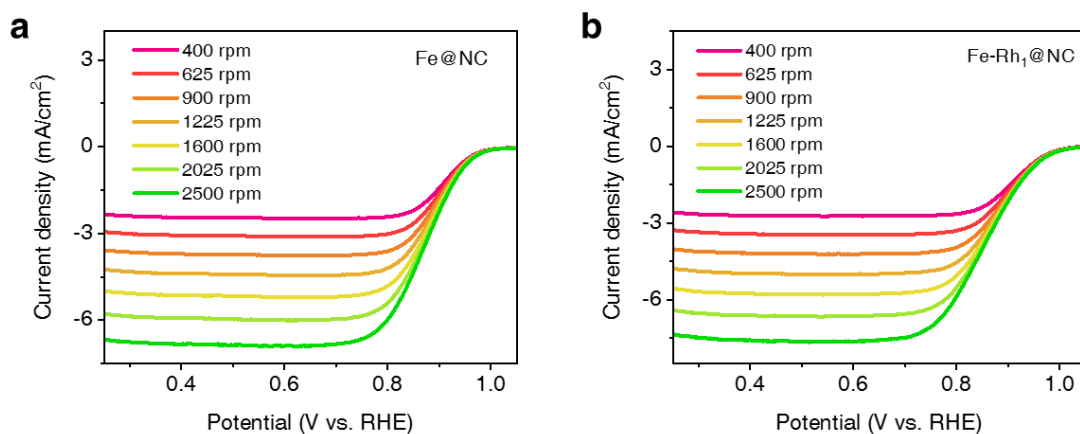 a
Fe@NC
400 rpm
625 rpm
900 rpm
1225 rpm
1600 rpm
2025 rpm
2500 rpm
3
0
-3
-6
Current density (mA/cm²)
0.4 0.6 0.8 1.0
Potential (V vs. RHE)
b
Fe-Rh₁@NC
400 rpm
625 rpm
900 rpm
1225 rpm
1600 rpm
2025 rpm
2500 rpm
3
0
-3
-6
Current density (mA/cm²)
0.4 0.6 0.8 1.0
Potential (V vs. RHE)